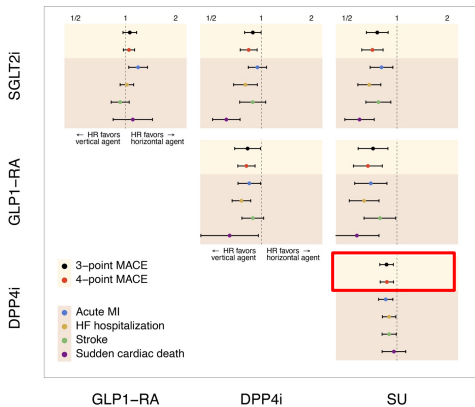 1/2 1 2 1/2 1 2 1/2 1 2
SGLT2i
← HR favors HR favors →
vertical agent horizontal agent
GLP1−RA
← HR favors HR favors →
vertical agent horizontal agent
DPP4i
3−point MACE
4−point MACE
Acute MI
HF hospitalization
Stroke
Sudden cardiac death
GLP1−RA DPP4i SU